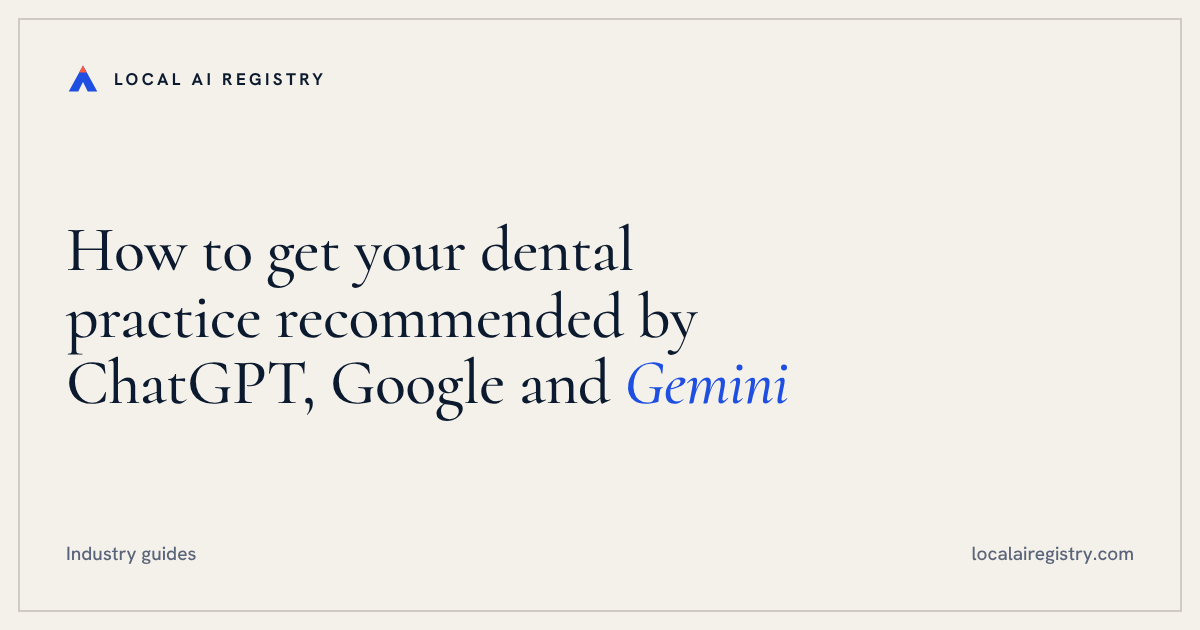 LOCAL AI REGISTRY
How to get your dental
practice recommended by
ChatGPT, Google and Gemini
Industry guides
localairegistry.com